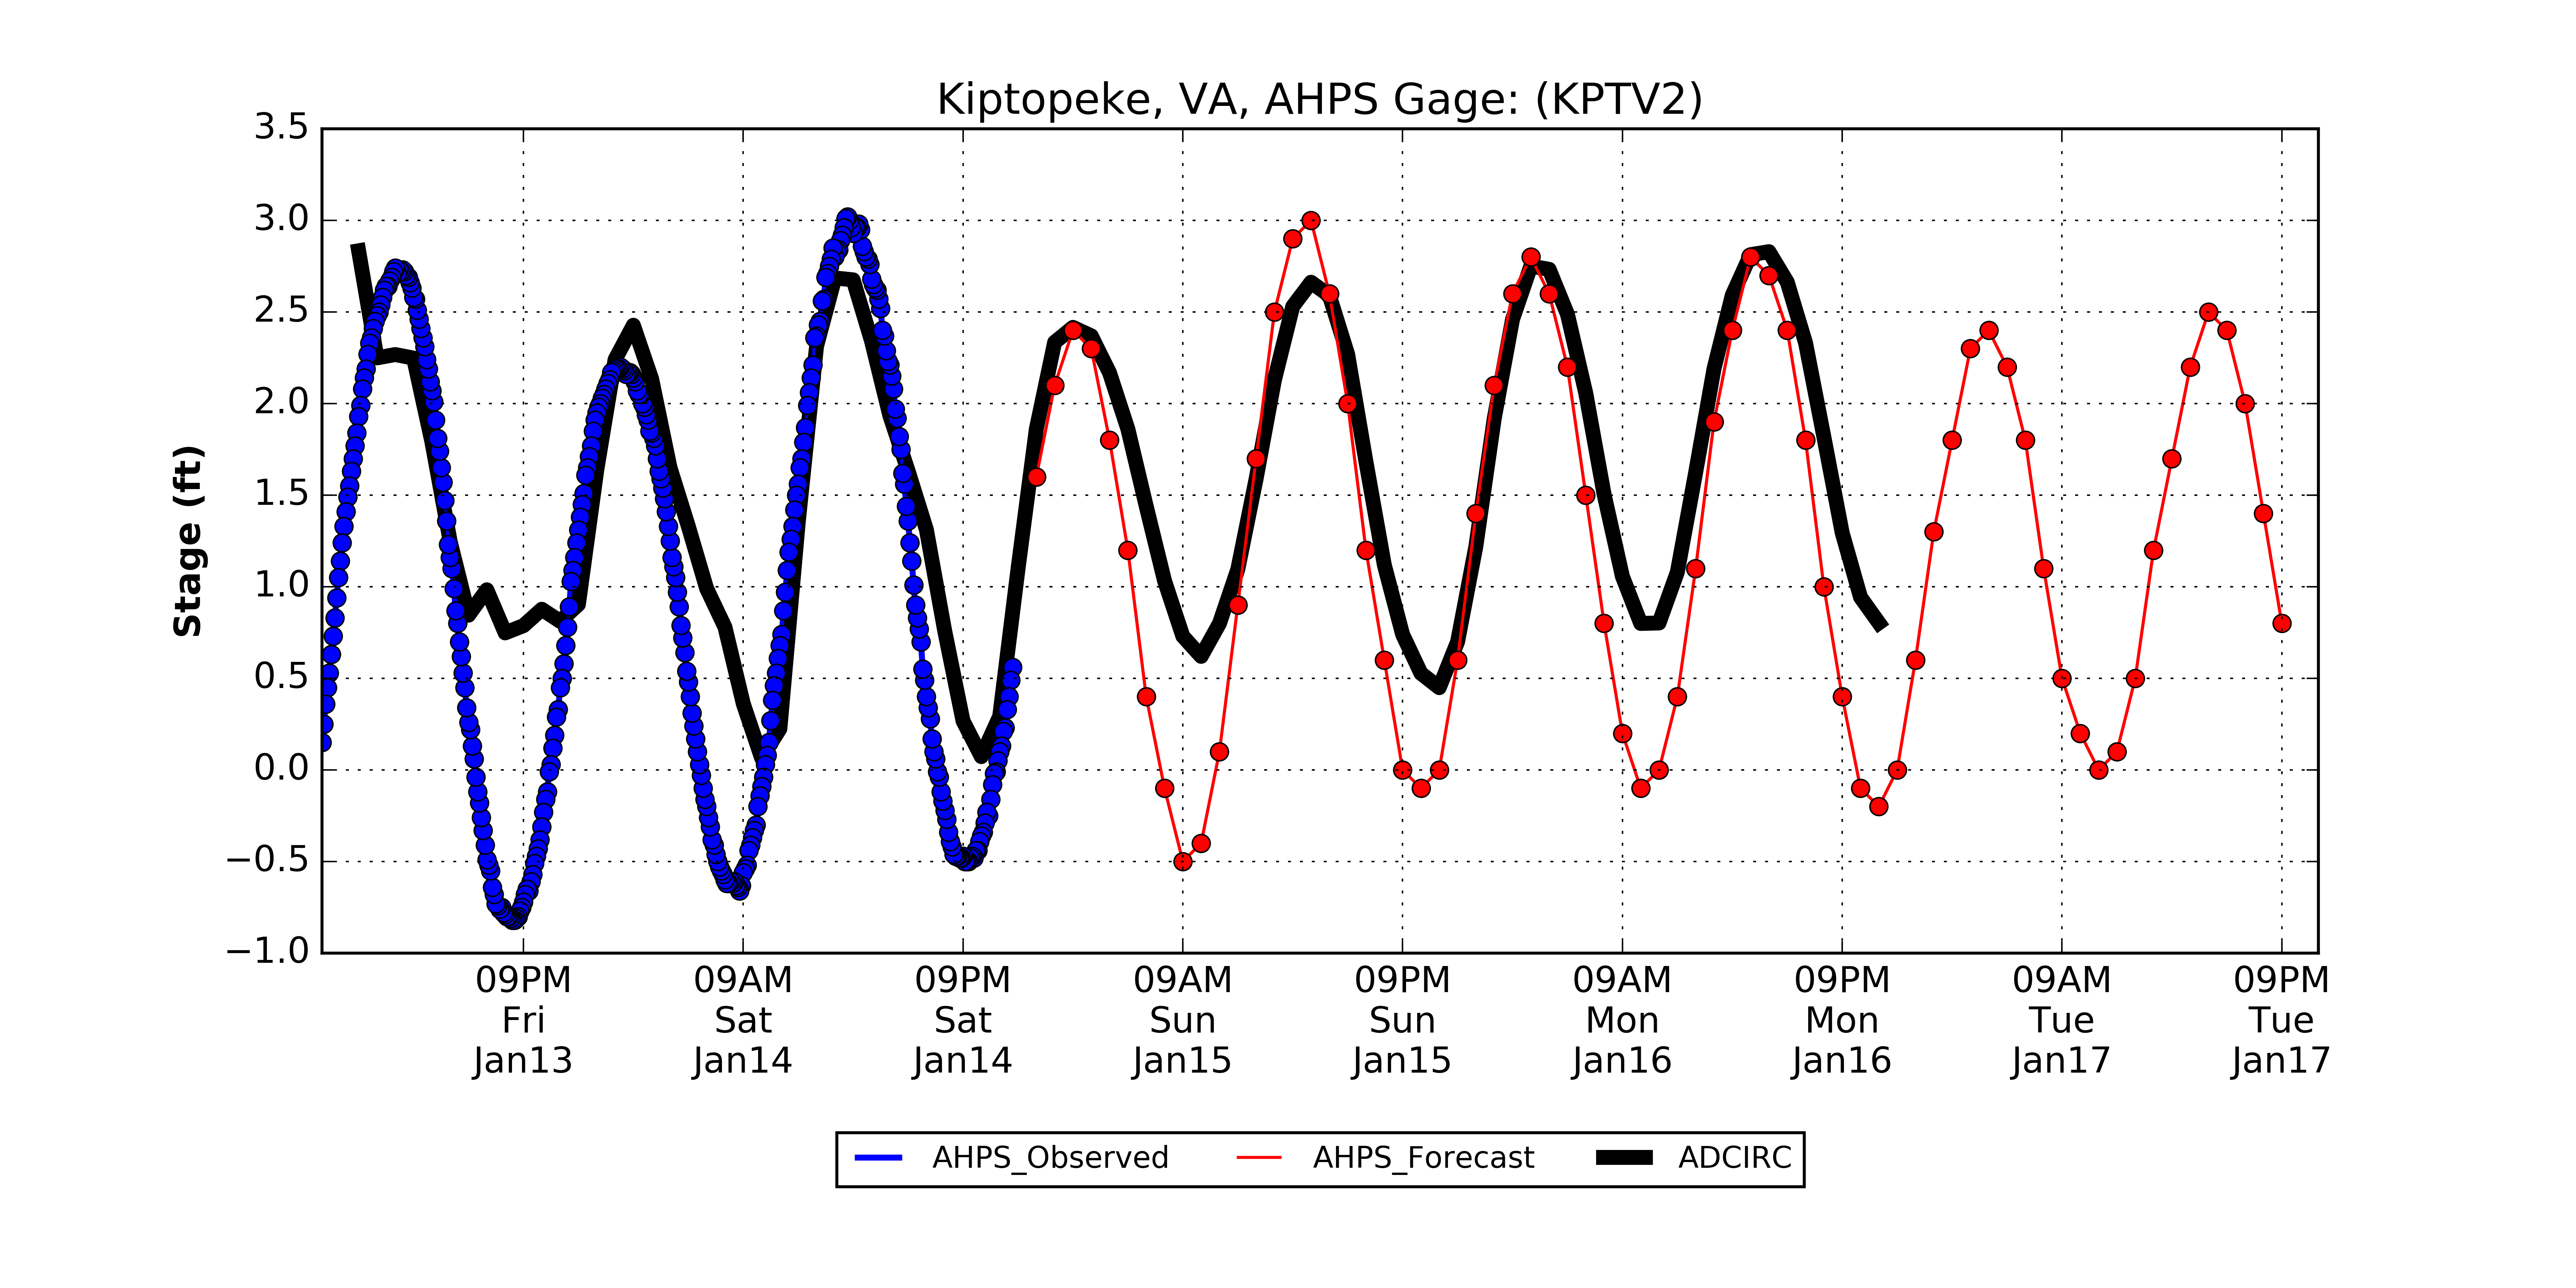 Kiptopeke, VA, AHPS Gage: (KPTV2)
3.5
3.0
2.5
2.0
1.5
1.0
0.5
0.0
−0.5
−1.0
Stage (ft)
09PM 09AM 09PM 09AM 09PM 09AM 09PM 09AM 09PM
Fri Sat Sat Sun Sun Mon Mon Tue Tue
Jan13 Jan14 Jan14 Jan15 Jan15 Jan16 Jan16 Jan17 Jan17
AHPS_Observed AHPS_Forecast ADCIRC